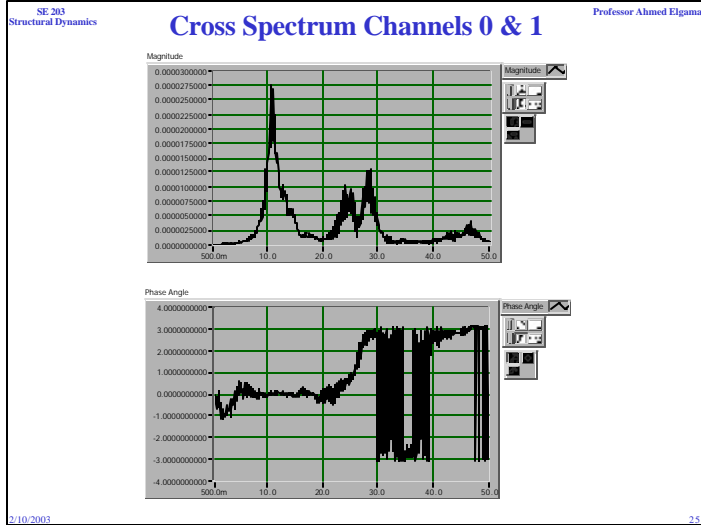 SE 203
Structural Dynamics
Professor Ahmed Elgama
Cross Spectrum Channels 0 & 1
Magnitude
0.0000300000
0.0000275000
0.0000250000
0.0000225000
0.0000200000
0.0000175000
0.0000150000
0.0000125000
0.0000100000
0.0000075000
0.0000050000
0.0000025000
0.0000000000
500.0m 10.0 20.0 30.0 40.0 50.0
Magnitude
Phase Angle
4.0000000000
3.0000000000
2.0000000000
1.0000000000
0.0000000000
-1.0000000000
-2.0000000000
-3.0000000000
-4.0000000000
500.0m 10.0 20.0 30.0 40.0 50.0
Phase Angle
2/10/2003
25